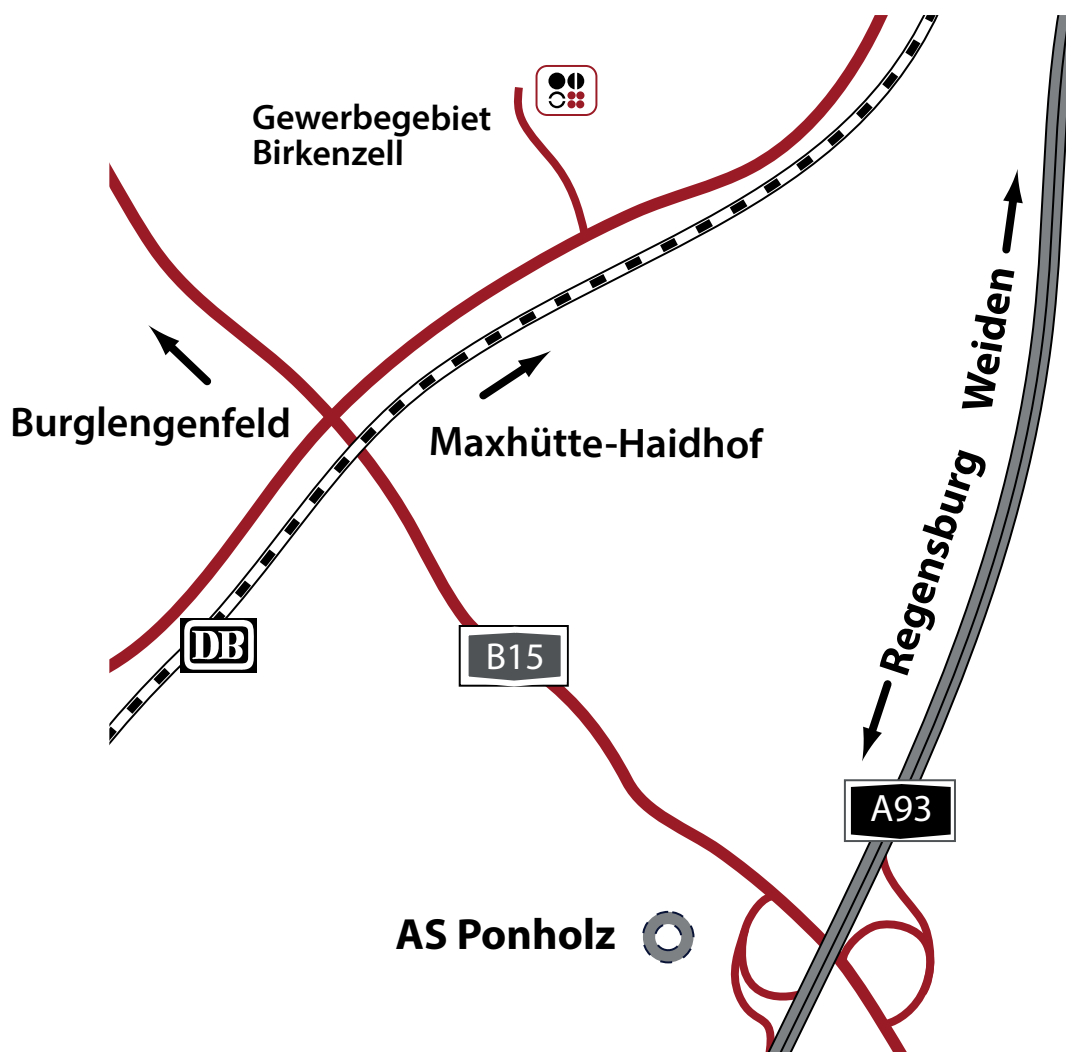 Gewerbegebiet
Birkenzell
Weiden
Burglengenfeld
Maxhütte-Haidhof
Regensburg
DB
B15
A93
AS Ponholz